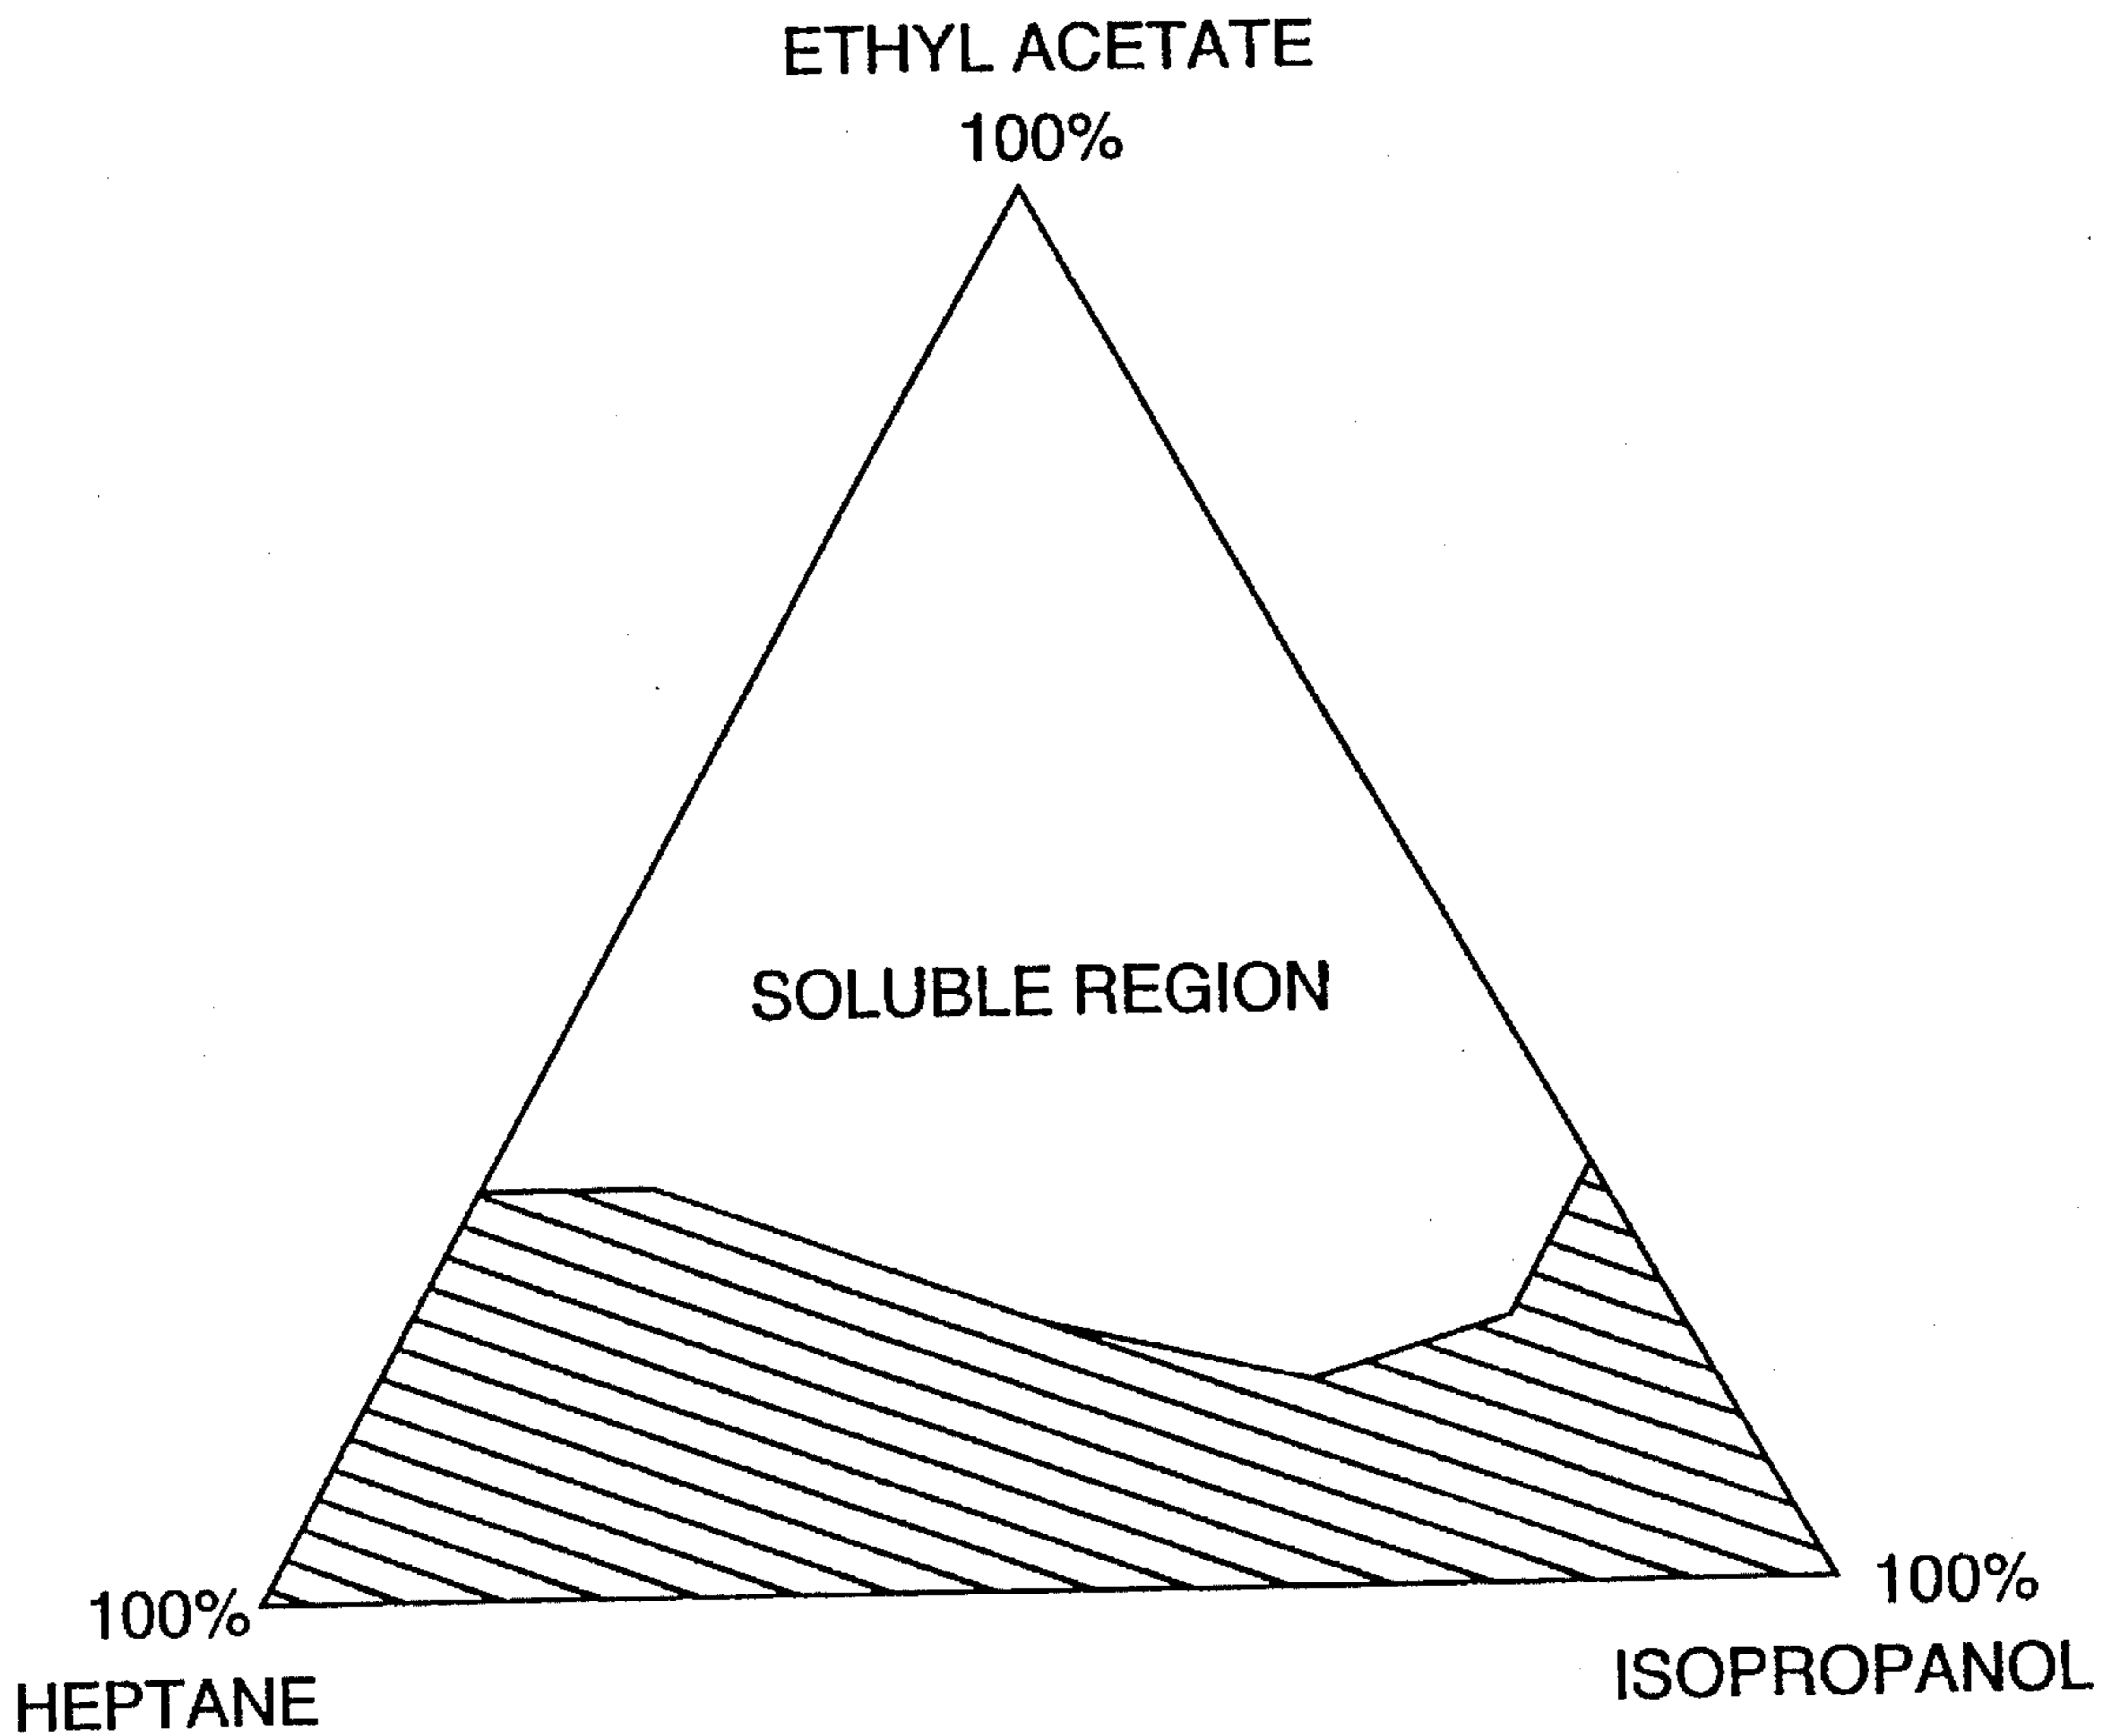 ETHYL ACETATE
100%
SOLUBLE REGION
100%
HEPTANE
100%
ISOPROPANOL